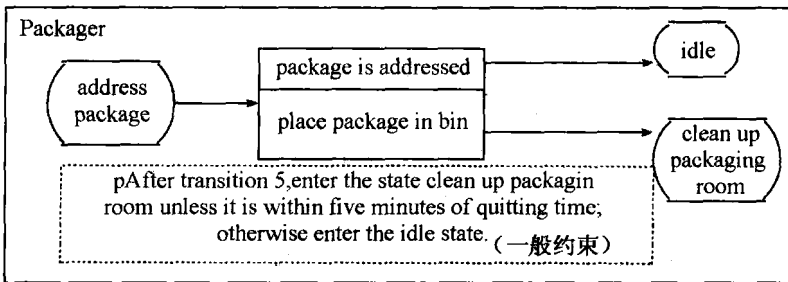 Packager
address
package
package is addressed
place package in bin
idle
clean up
packaging
room
pAfter transition 5,enter the state clean up packagin
room unless it is within five minutes of quitting time;
otherwise enter the idle state.（一般约束）